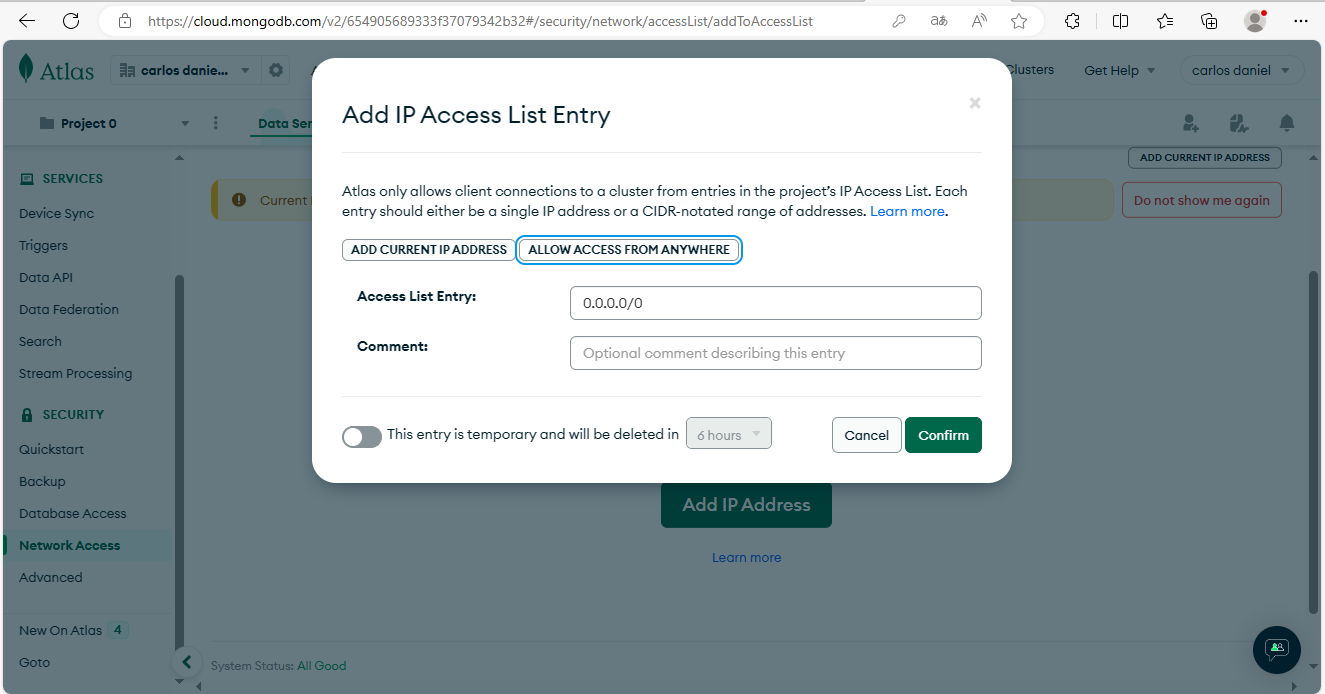 https://cloud.mongodb.com/v2/654905689333f37079342b32#/security/network/accessList/addToAccessList
Atlas
carlos danie...
Clusters
Get Help
carlos daniel
Project 0
Data Ser
SERVICES
Device Sync
Triggers
Data API
Data Federation
Search
Stream Processing
SECURITY
Quickstart
Backup
Database Access
Network Access
Advanced
New On Atlas 4
Goto
ADD CURRENT IP ADDRESS
Current
Do not show me again
Add IP Access List Entry
Atlas only allows client connections to a cluster from entries in the project’s IP Access List. Each
entry should either be a single IP address or a CIDR-notated range of addresses. Learn more.
ADD CURRENT IP ADDRESS
ALLOW ACCESS FROM ANYWHERE
Access List Entry:
0.0.0.0/0
Comment:
Optional comment describing this entry
This entry is temporary and will be deleted in
6 hours
Cancel
Confirm
Add IP Address
Learn more
System Status: All Good